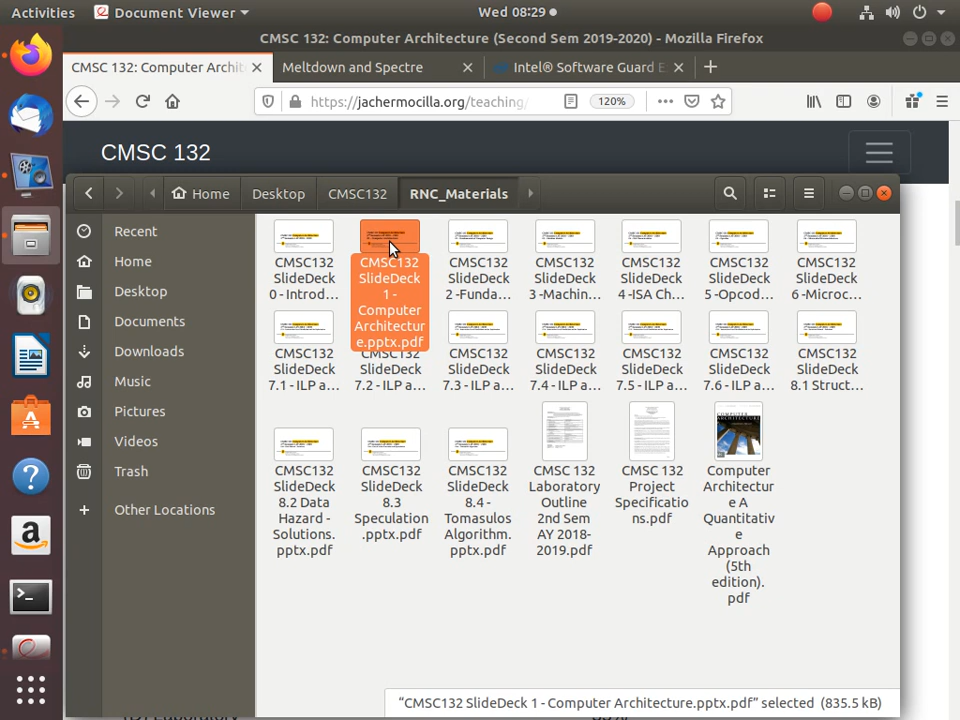 Activities Document Viewer Wed 08:29
CMSC 132: Computer Architecture (Second Sem 2019-2020) - Mozilla Firefox
CMSC 132: Computer Archit Meltdown and Spectre Intel® Software Guard E
https://jachermocilla.org/teaching/ 120%
CMSC 132
Home Desktop CMSC132 RNC_Materials
Recent
Home
Desktop
Documents
Downloads
Music
Pictures
Videos
Trash
Other Locations
CMSC132
SlideDeck
0 - Introd...
CMSC132
SlideDeck
1 -
Computer
Architectur
e.pptx.pdf
CMSC132
SlideDeck
2 -Funda...
CMSC132
SlideDeck
3 -Machin...
CMSC132
SlideDeck
4 -ISA Ch...
CMSC132
SlideDeck
5 -Opcod...
CMSC132
SlideDeck
6 -Microc...
CMSC132
SlideDeck
7.1 - ILP a...
CMSC132
SlideDeck
7.2 - ILP a...
CMSC132
SlideDeck
7.3 - ILP a...
CMSC132
SlideDeck
7.4 - ILP a...
CMSC132
SlideDeck
7.5 - ILP a...
CMSC132
SlideDeck
7.6 - ILP a...
CMSC132
SlideDeck
8.1 Struct...
CMSC132
SlideDeck
8.2 Data
Hazard -
Solutions.
pptx.pdf
CMSC132
SlideDeck
8.3
Speculation
.pptx.pdf
CMSC132
SlideDeck
8.4 -
Tomasulos
Algorithm.
pptx.pdf
CMSC 132
Laboratory
Outline
2nd Sem
AY 2018-
2019.pdf
CMSC 132
Project
Specificatio
ns.pdf
Computer
Architectur
e A
Quantitativ
e
Approach
(5th
edition).
pdf
"CMSC132 SlideDeck 1 - Computer Architecture.pptx.pdf" selected (835.5 kB)